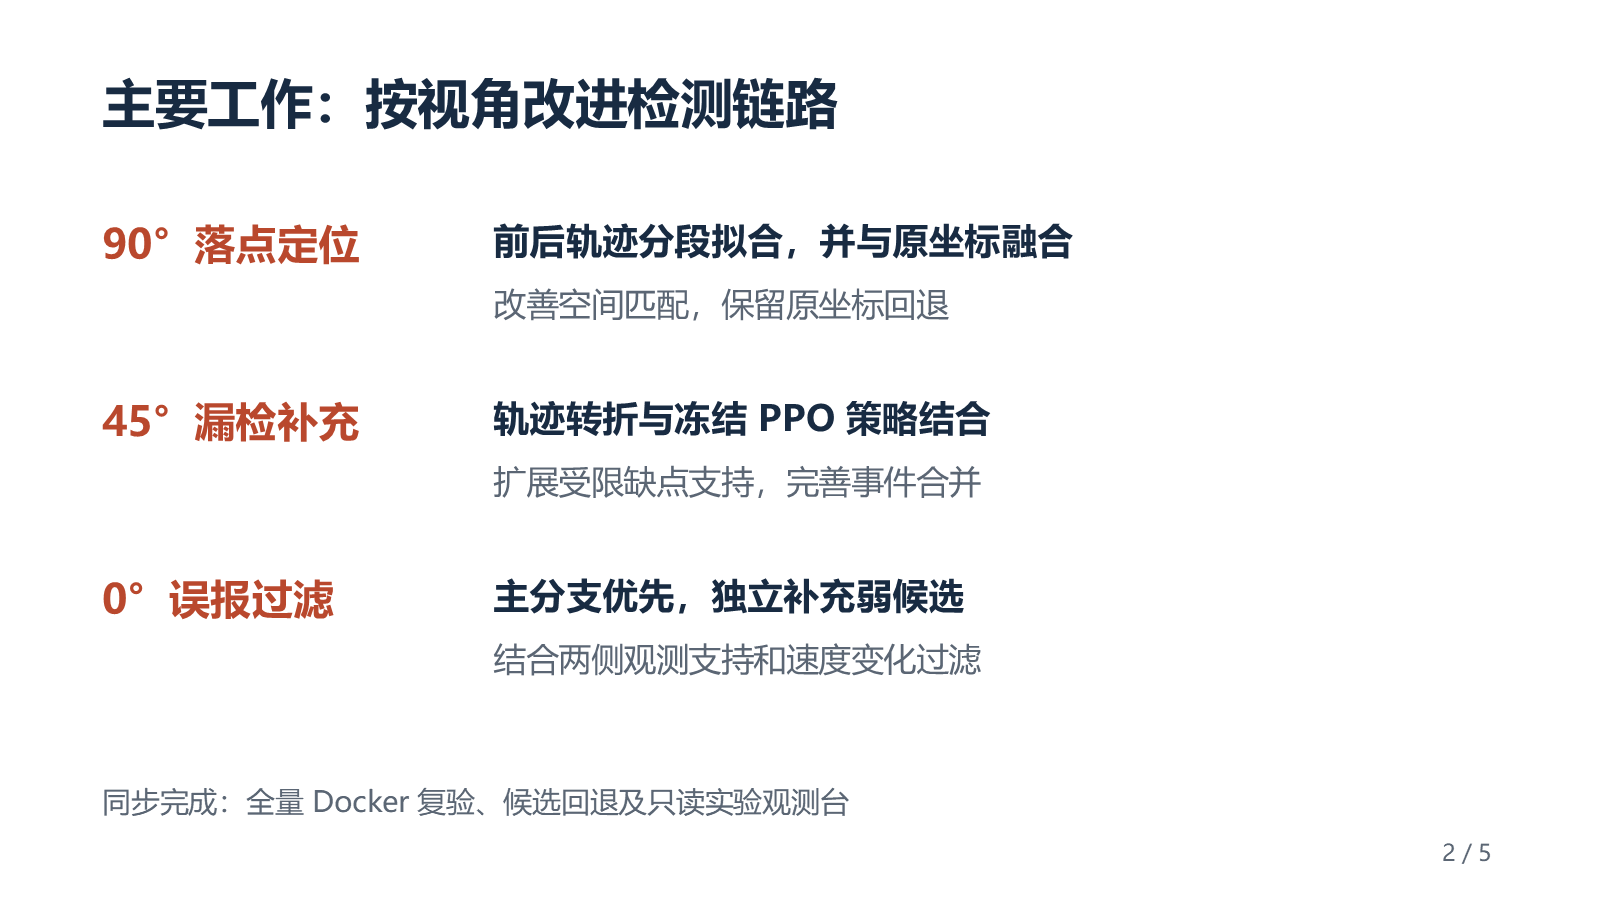 主要工作：按视角改进检测链路
90° 落点定位
前后轨迹分段拟合，并与原坐标融合
改善空间匹配，保留原坐标回退
45° 漏检补充
轨迹转折与冻结 PPO 策略结合
扩展受限缺点支持，完善事件合并
0° 误报过滤
主分支优先，独立补充弱候选
结合两侧观测支持和速度变化过滤
同步完成：全量 Docker 复验、候选回退及只读实验观测台
2 / 5